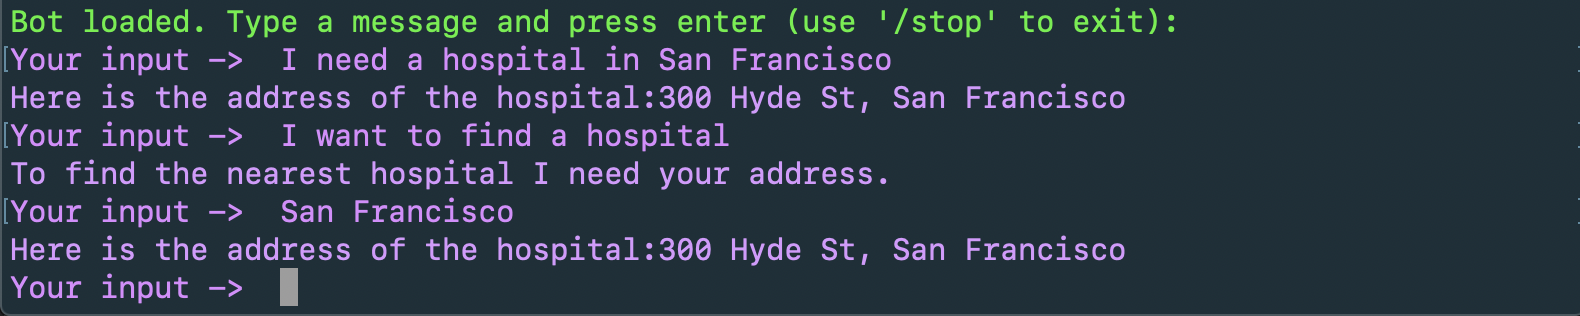 Bot loaded. Type a message and press enter (use '/stop' to exit):
[Your input ->  I need a hospital in San Francisco
Here is the address of the hospital:300 Hyde St, San Francisco
[Your input ->  I want to find a hospital
To find the nearest hospital I need your address.
[Your input ->  San Francisco
Here is the address of the hospital:300 Hyde St, San Francisco
Your input ->